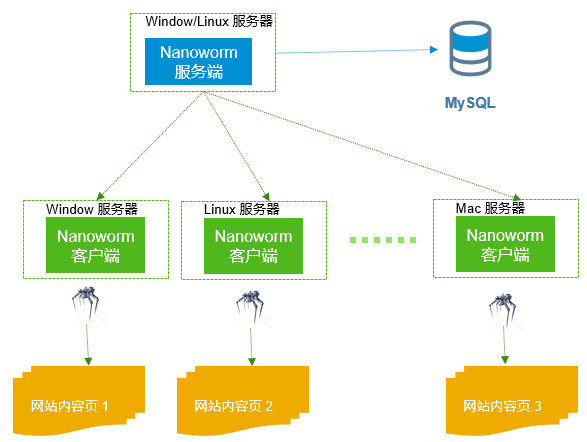 Window/Linux 服务器
Nanoworm
服务端
MySQL
Window 服务器
Linux 服务器
Mac 服务器
Nanoworm
客户端
Nanoworm
客户端
Nanoworm
客户端
网站内容页 1
网站内容页 2
网站内容页 3